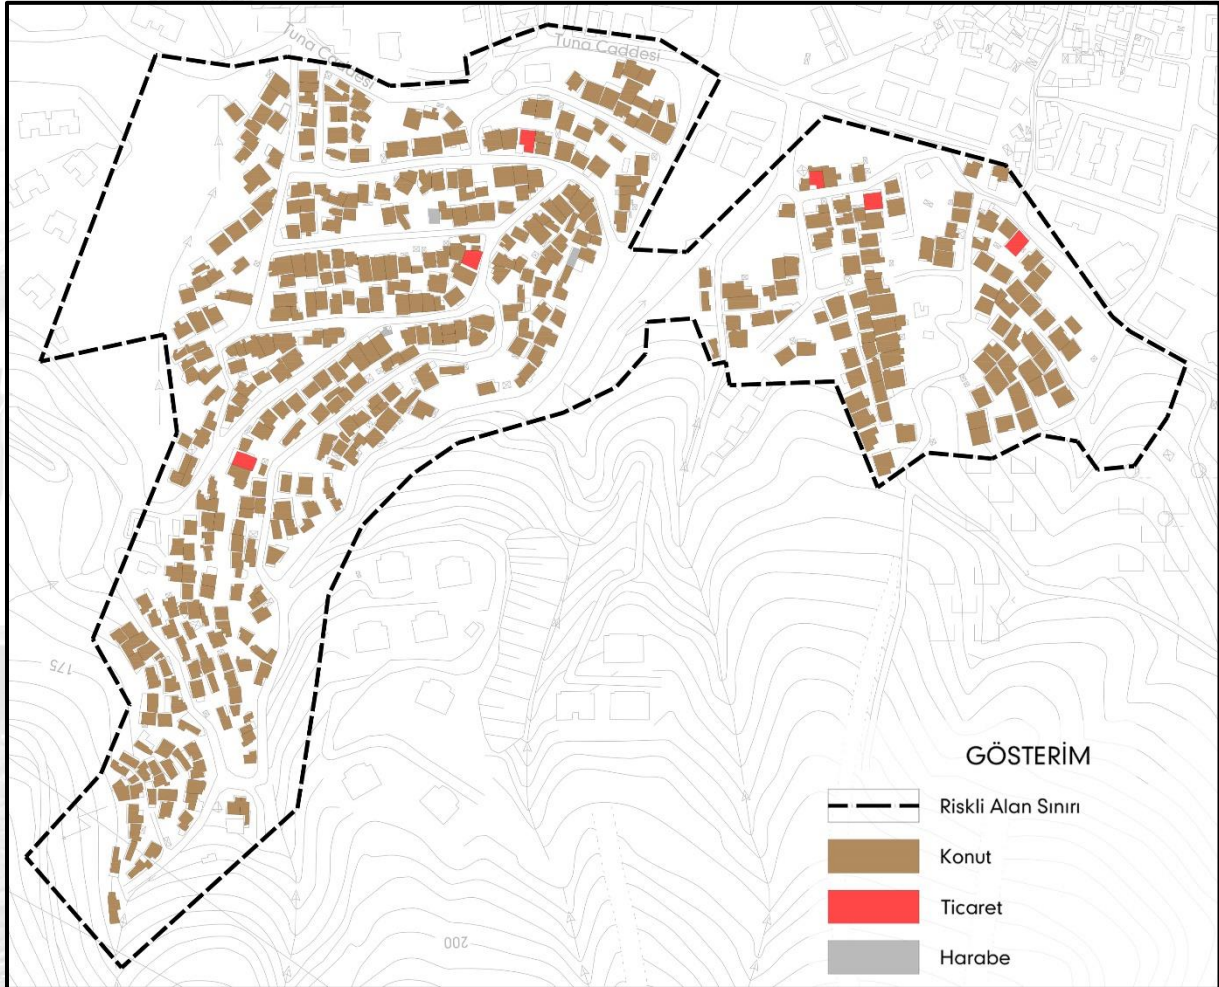 Tuna Caddesi
Tuna Caddesi
175
200
GÖSTERİM
Riskli Alan Sınırı
Konut
Ticaret
Harabe